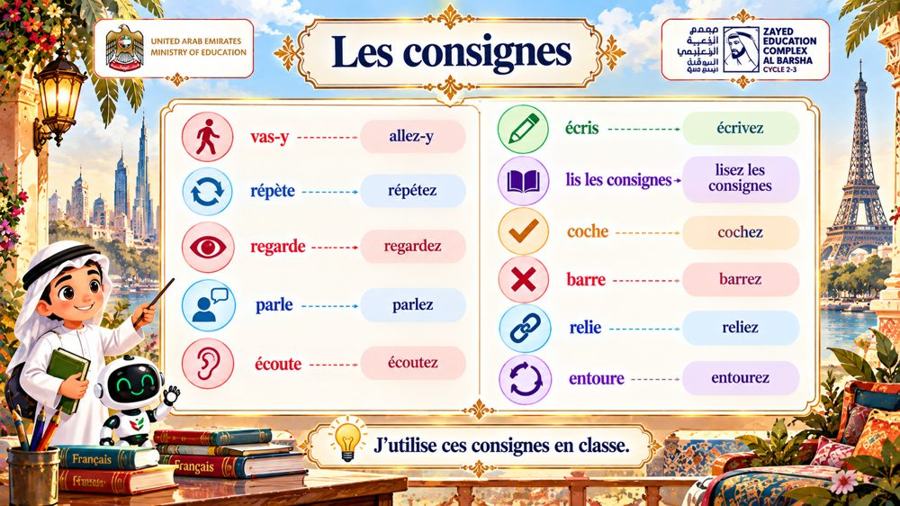 UNITED ARAB EMIRATES
MINISTRY OF EDUCATION
Les consignes
ZAYED
EDUCATION
COMPLEX
AL BARSHA
CYCLE 2-3
vas-y
allez-y
répète
répétez
regarde
regardez
parle
parlez
écoute
écoutez
écris
écrivez
lis les consignes
lisez les
consignes
coche
cochez
barre
barrez
relie
reliez
entoure
entourez
J'utilise ces consignes en classe.
Français
Français